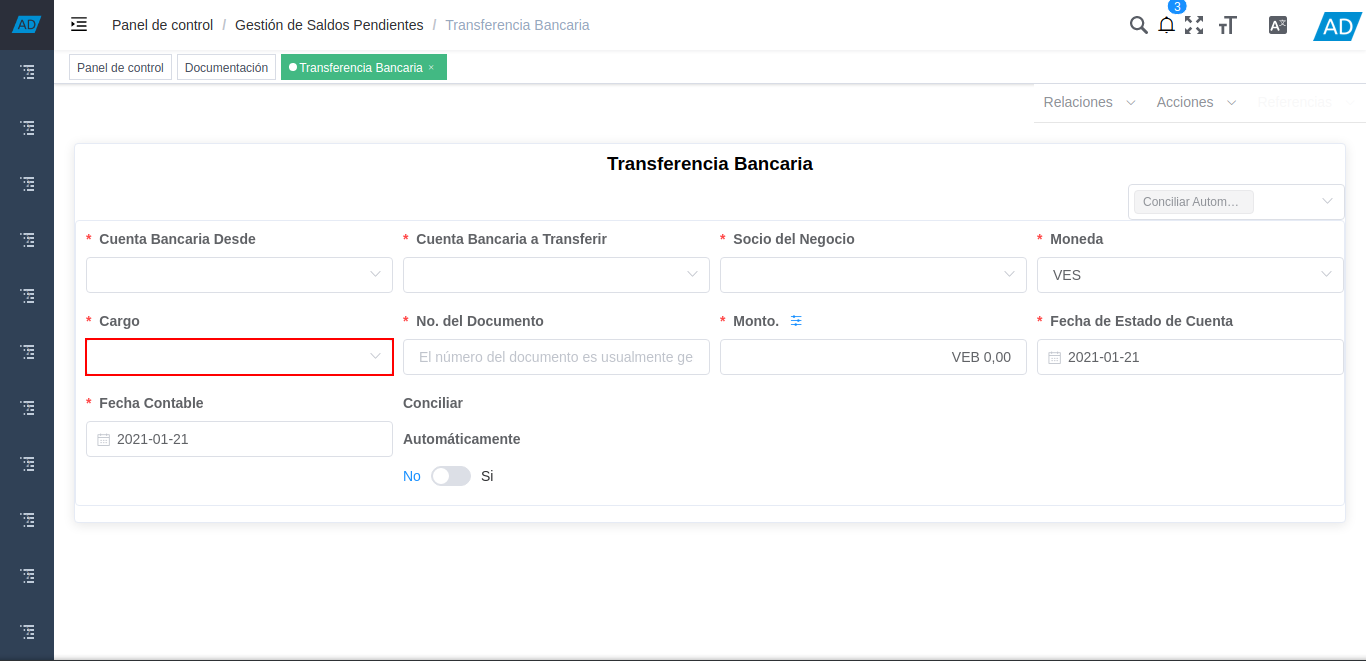 AD
Panel de control / Gestión de Saldos Pendientes / Transferencia Bancaria
3
AD
Panel de control
Documentación
Transferencia Bancaria ×
Relaciones
Acciones
Referencias
Transferencia Bancaria
Conciliar Autom...
* Cuenta Bancaria Desde
* Cuenta Bancaria a Transferir
* Socio del Negocio
* Moneda
VES
* Cargo
* No. del Documento
* Monto.
* Fecha de Estado de Cuenta
El número del documento es usualmente ge
VEB 0,00
2021-01-21
* Fecha Contable
Conciliar
Automáticamente
2021-01-21
No
Si